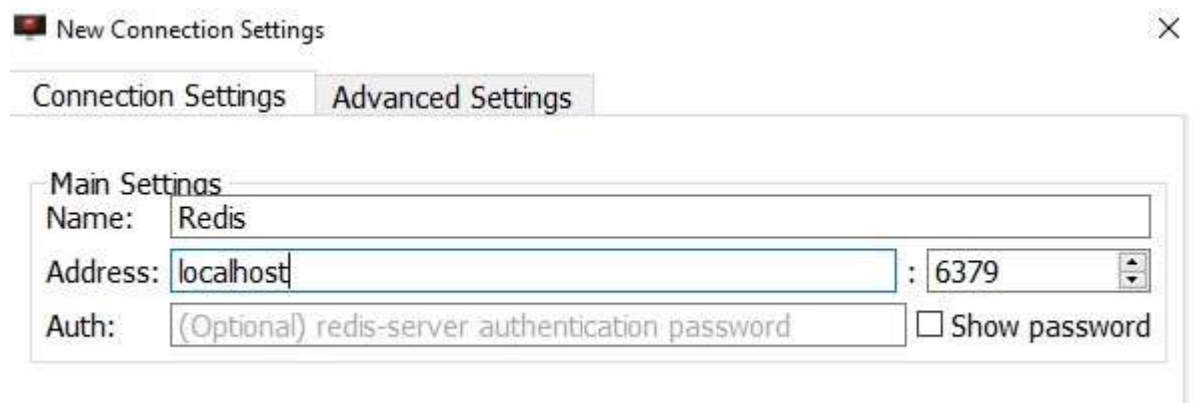 New Connection Settings
Connection Settings Advanced Settings
Main Settings
Name: Redis
Address: localhost : 6379
Auth: (Optional) redis-server authentication password Show password